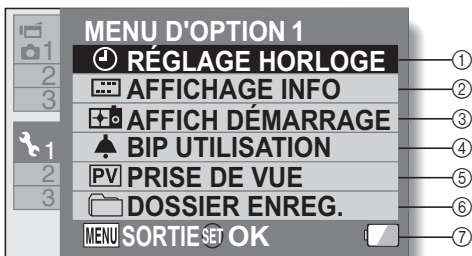 MENU D'OPTION 1
RÉGLAGE HORLOGE ①
AFFICHAGE INFO ②
AFFICH DÉMARRAGE ③
BIP UTILISATION ④
PV PRISE DE VUE ⑤
DOSSIER ENREG. ⑥
MENU SORTIE SET OK ⑦
1
2
3
1
2
3